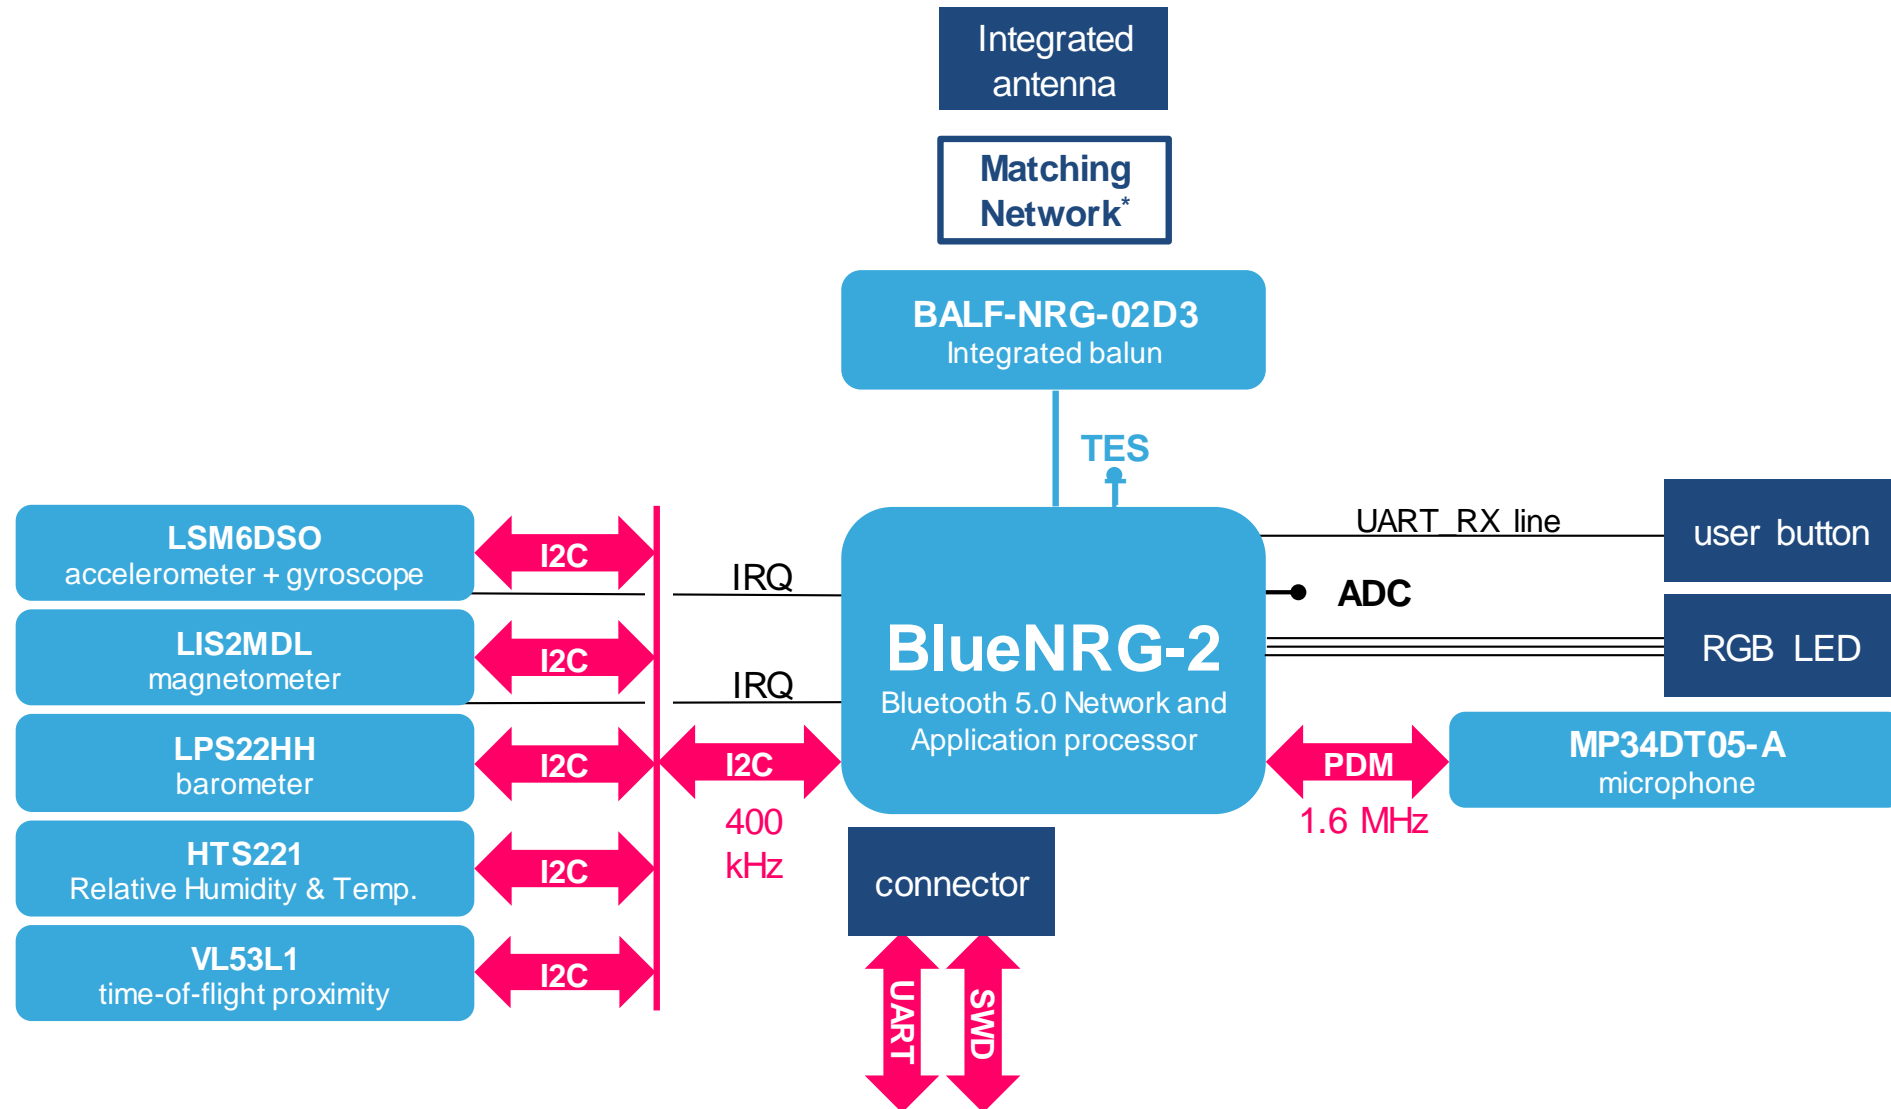 Integrated
antenna
Matching
Network*
BALF-NRG-02D3
Integrated balun
TES
LSM6DSO
accelerometer + gyroscope
I2C
IRQ
LIS2MDL
magnetometer
I2C
IRQ
LPS22HH
barometer
I2C
I2C
400
kHz
HTS221
Relative Humidity & Temp.
I2C
VL53L1
time-of-flight proximity
I2C
BlueNRG-2
Bluetooth 5.0 Network and
Application processor
UART_RX line
user button
ADC
RGB LED
PDM
1.6 MHz
MP34DT05-A
microphone
connector
UART
SWD